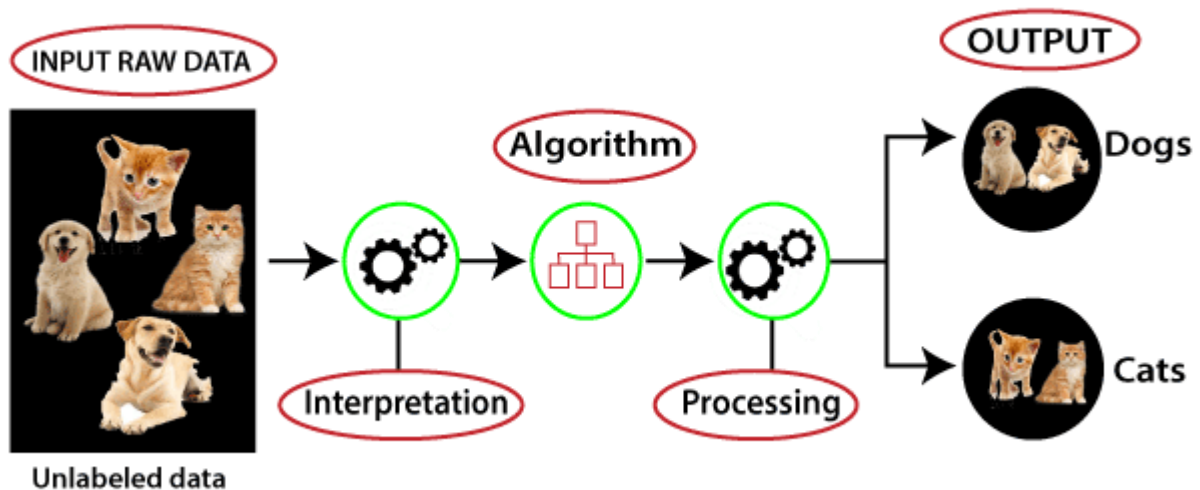 INPUT RAW DATA
OUTPUT
Algorithm
Dogs
Interpretation
Processing
Cats
Unlabeled data